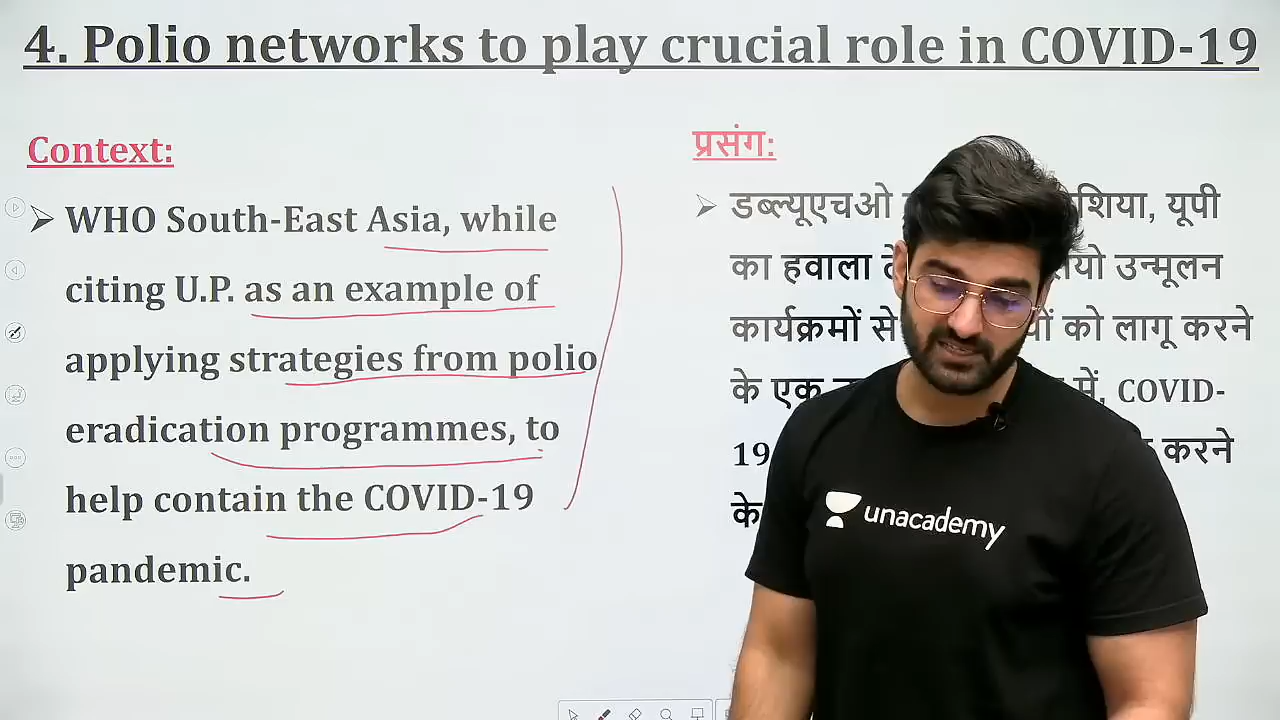 4. Polio networks to play crucial role in COVID-19
Context:
➢ WHO South-East Asia, while
citing U.P. as an example of
applying strategies from polio
eradication programmes, to
help contain the COVID-19
pandemic.
प्रसंग:
➢ डब्ल्यूएचओ यूपी
का हवाला उन्मूलन
कार्यक्रमों से को लागू करने
के एक में, COVID-
19 करने
के
unacademy